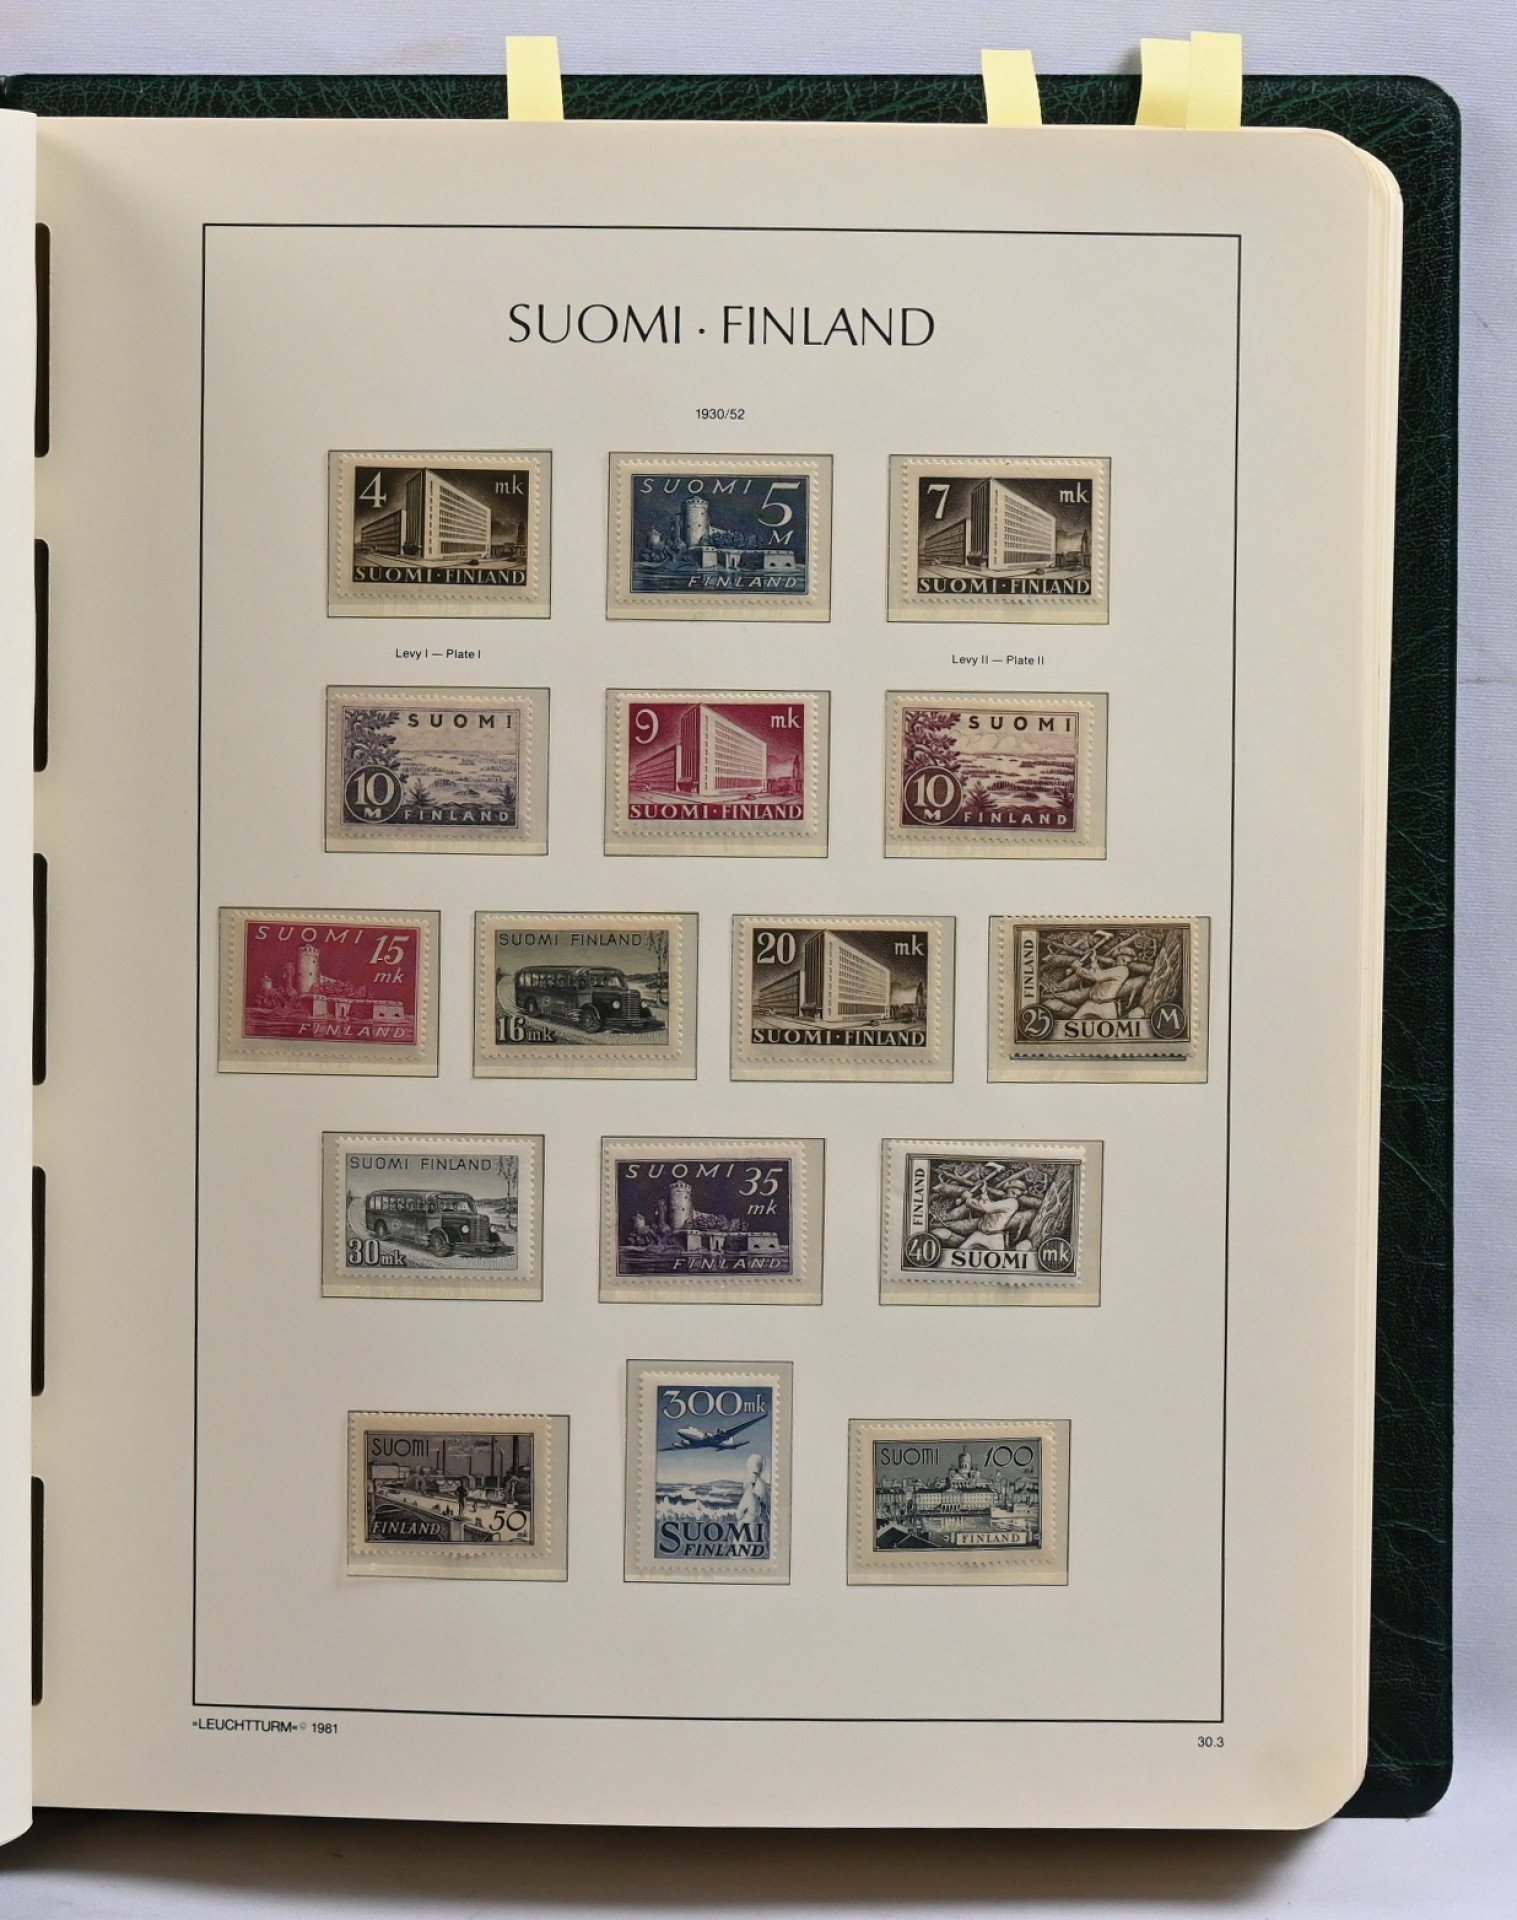 SUOMI · FINLAND
1930/52
4 mk
SUOMI · FINLAND
SUOMI 5
M
FINLAND
7 mk
SUOMI · FINLAND
Levy I — Plate I
Levy II — Plate II
SUOMI
10
M FINLAND
9 mk
SUOMI · FINLAND
SUOMI
10
M FINLAND
SUOMI 15
mk
FINLAND
SUOMI FINLAND
16 mk
20 mk
SUOMI · FINLAND
FINLAND
25 SUOMI M
SUOMI FINLAND
30 mk
SUOMI 35
mk
FINLAND
FINLAND
40 SUOMI mk
SUOMI
FINLAND 50
mk
300 mk
SUOMI
FINLAND
SUOMI 100
mk
FINLAND
»LEUCHTTURM« © 1981
30.3